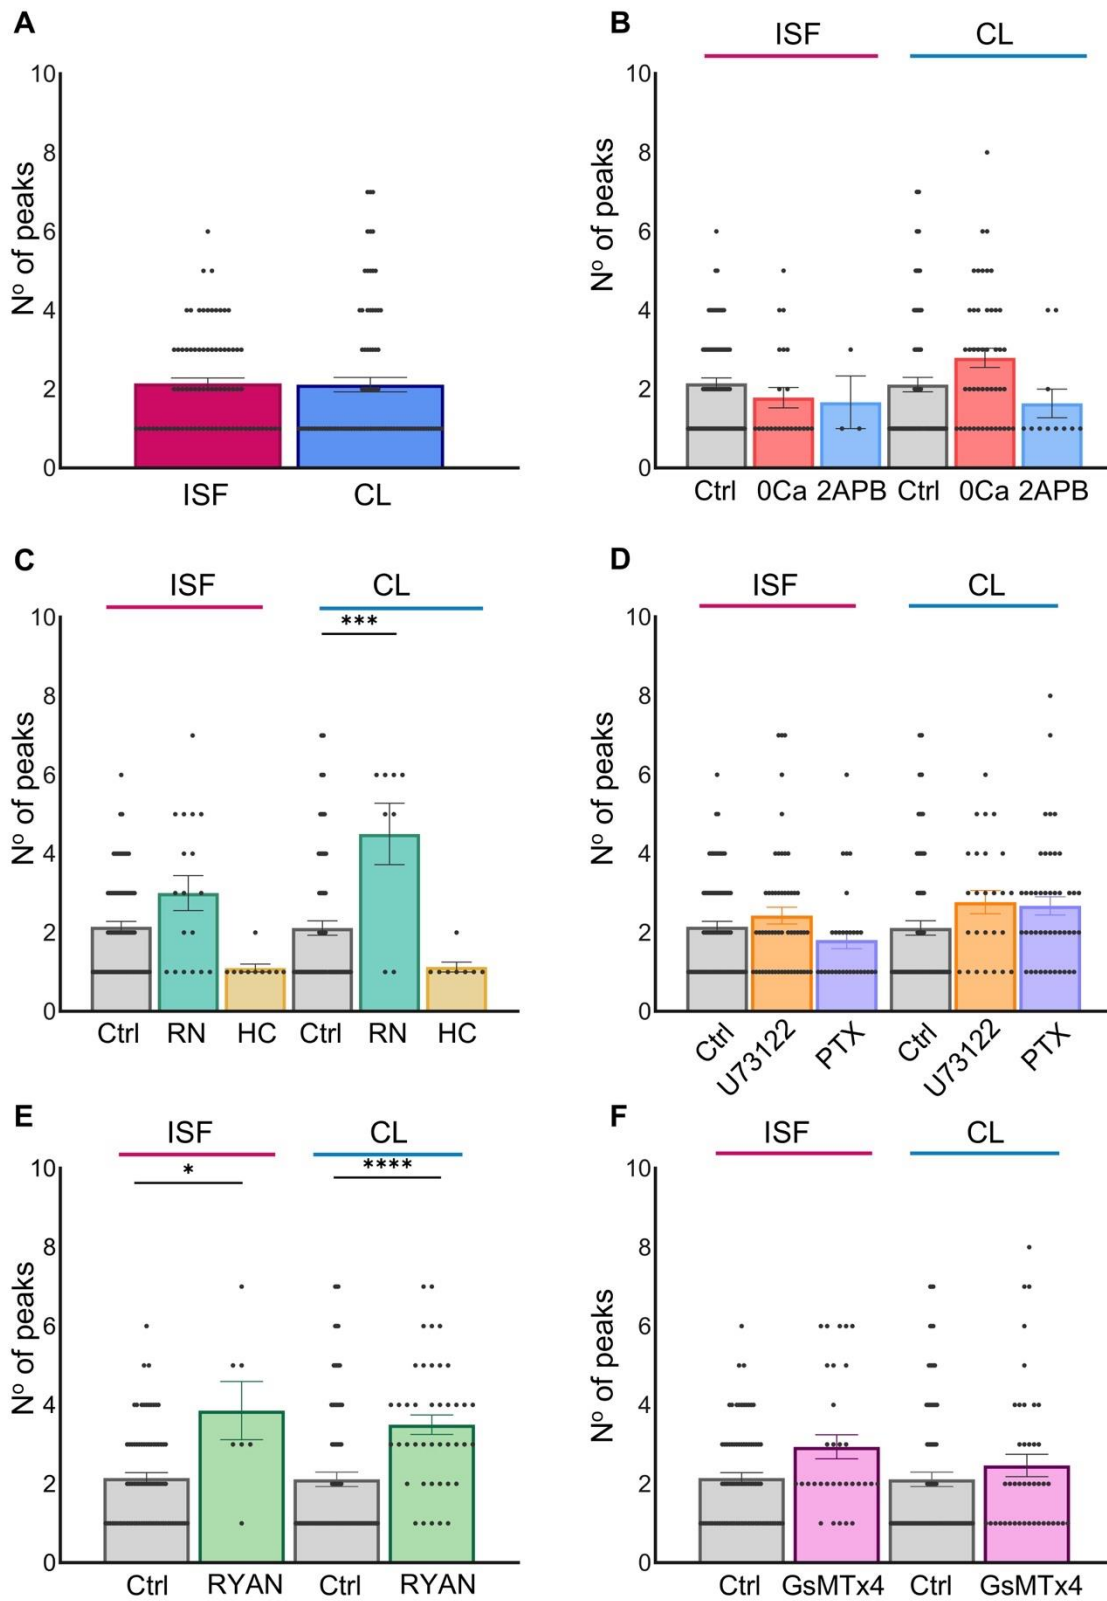 A
Nº of peaks
10
8
6
4
2
0
ISF CL
B
ISF CL
Nº of peaks
10
8
6
4
2
0
Ctrl 0Ca 2APB Ctrl 0Ca 2APB
C
ISF CL
***
Nº of peaks
10
8
6
4
2
0
Ctrl RN HC Ctrl RN HC
D
ISF CL
Nº of peaks
10
8
6
4
2
0
Ctrl U73122 PTX Ctrl U73122 PTX
E
ISF CL
* ****
Nº of peaks
10
8
6
4
2
0
Ctrl RYAN Ctrl RYAN
F
ISF CL
Nº of peaks
10
8
6
4
2
0
Ctrl GsMTx4 Ctrl GsMTx4